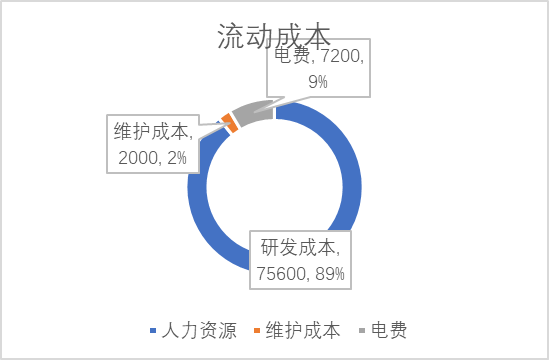 流动成本
电费, 7200,
9%
维护成本,
2000, 2%
研发成本,
75600, 89%
人力资源 维护成本 电费